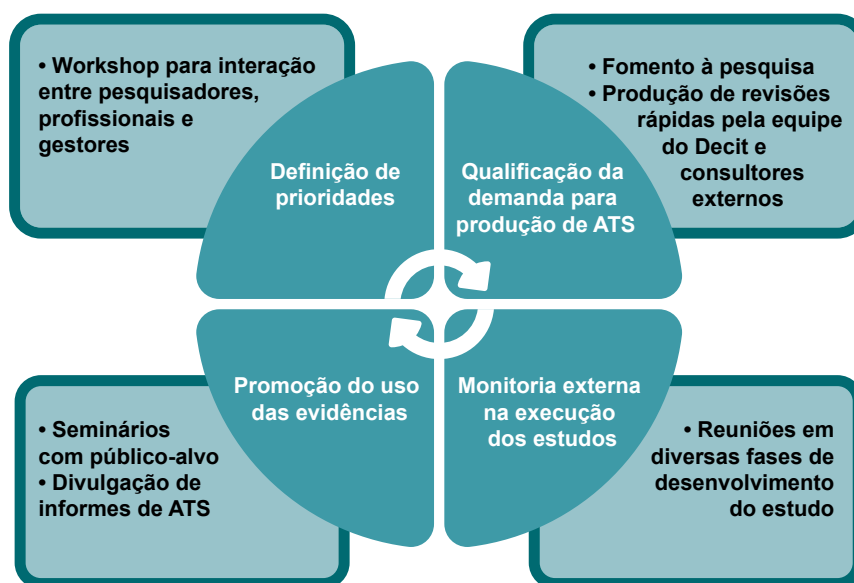 • Workshop para interação
entre pesquisadores,
profissionais e
gestores
Definição de
prioridades
• Fomento à pesquisa
• Produção de revisões
rápidas pela equipe
do Decit e
consultores
externos
Qualificação da
demanda para
produção de ATS
Promoção do uso
das evidências
• Seminários
com público-alvo
• Divulgação de
informes de ATS
Monitoria externa
na execução
dos estudos
• Reuniões em
diversas fases de
desenvolvimento
do estudo